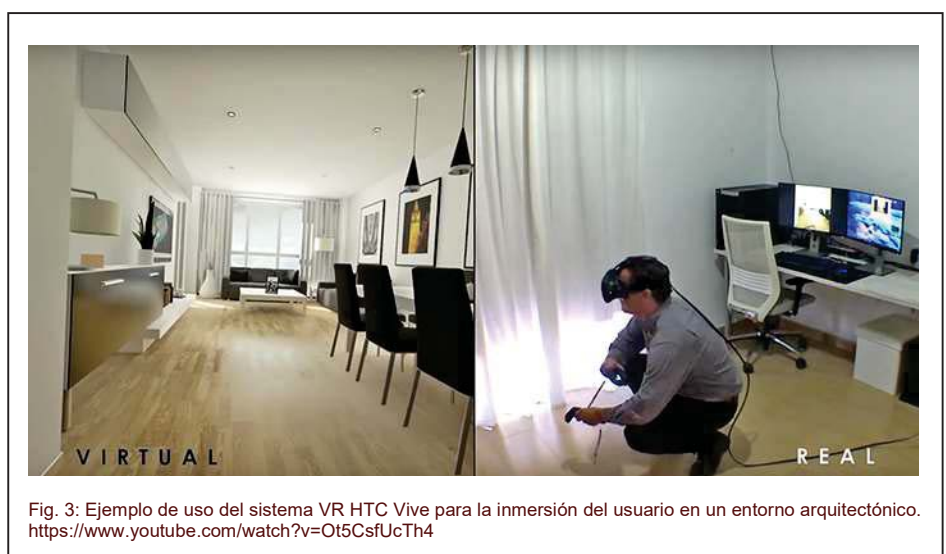 VIRTUAL
REAL
Fig. 3: Ejemplo de uso del sistema VR HTC Vive para la inmersión del usuario en un entorno arquitectónico.
https://www.youtube.com/watch?v=Ot5CsfUcTh4